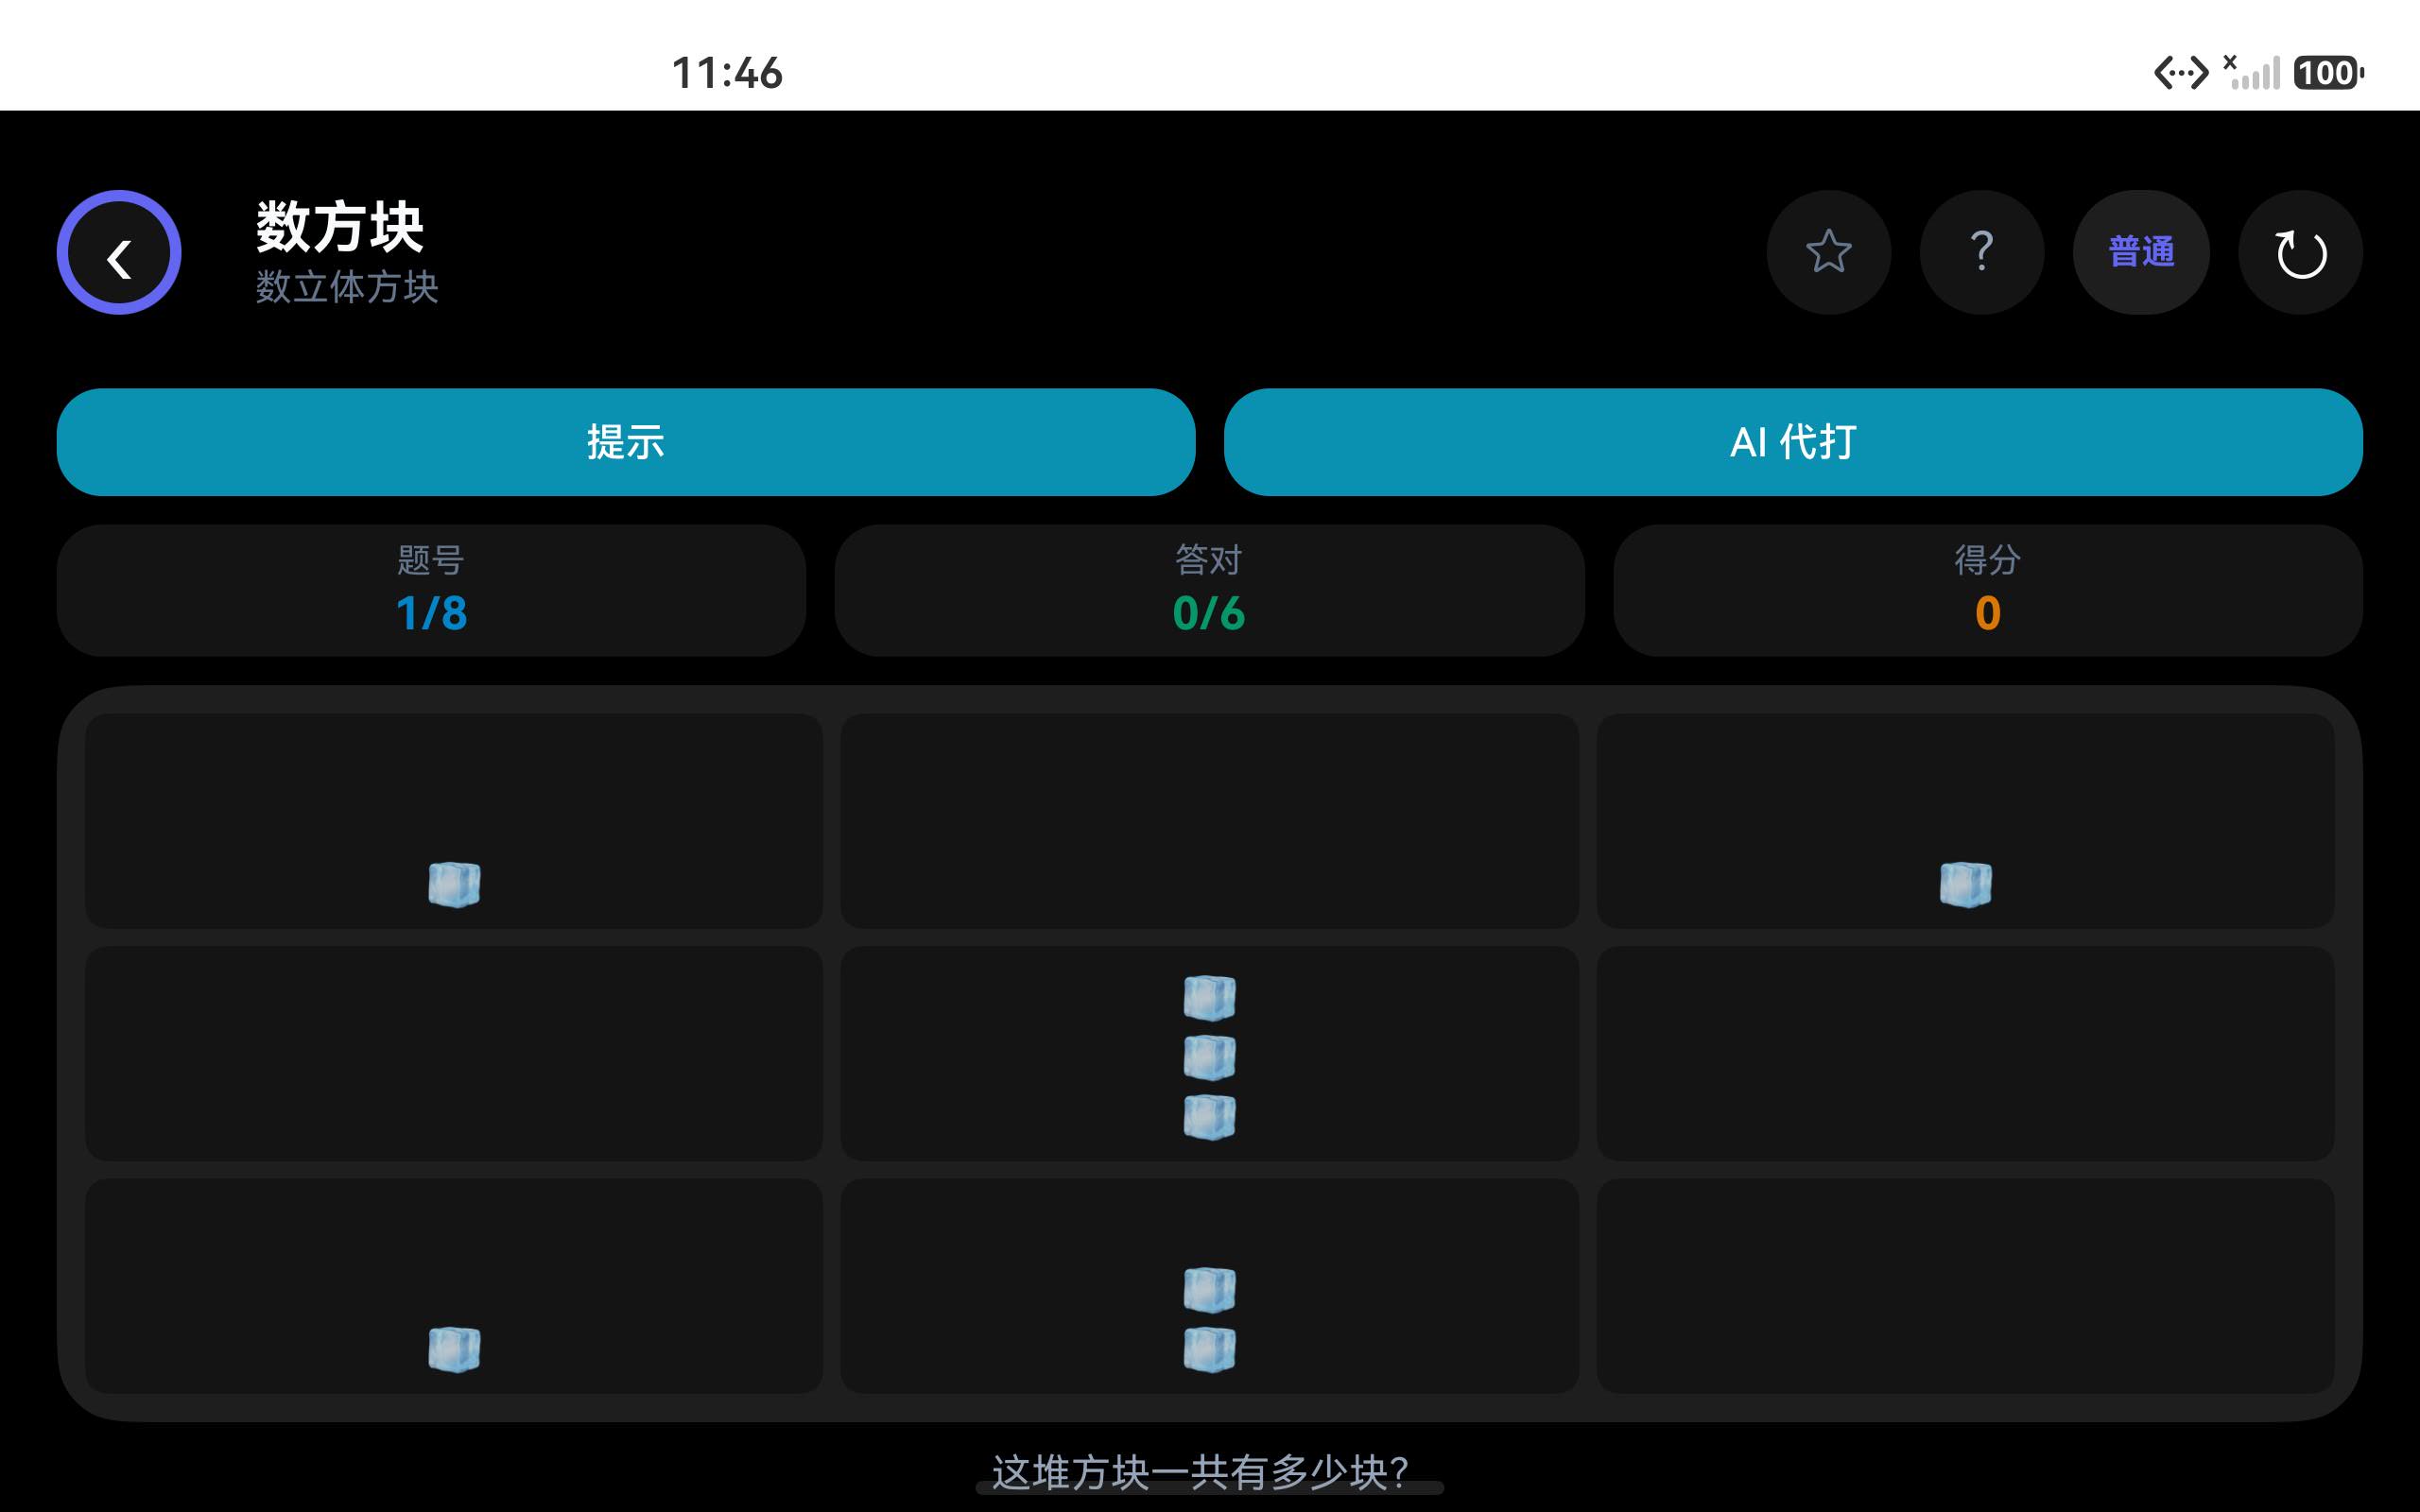 11:46
100
数方块
数立体方块
?
普通
提示
AI 代打
题号
1/8
答对
0/6
得分
0
这堆方块一共有多少块?